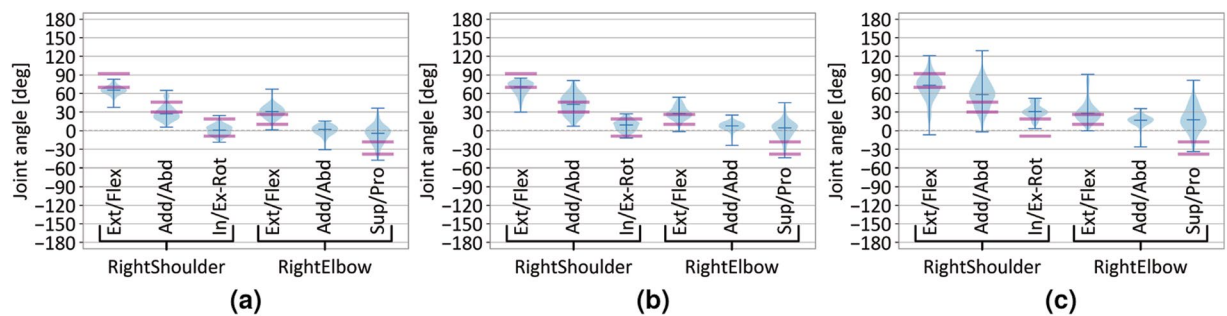 Joint angle [deg]
180
150
120
90
60
30
0
−30
−60
−90
−120
−150
−180
Ext/Flex
Add/Abd
In/Ex-Rot
Ext/Flex
Add/Abd
Sup/Pro
RightShoulder
RightElbow
(a)
Joint angle [deg]
180
150
120
90
60
30
0
−30
−60
−90
−120
−150
−180
Ext/Flex
Add/Abd
In/Ex-Rot
Ext/Flex
Add/Abd
Sup/Pro
RightShoulder
RightElbow
(b)
Joint angle [deg]
180
150
120
90
60
30
0
−30
−60
−90
−120
−150
−180
Ext/Flex
Add/Abd
In/Ex-Rot
Ext/Flex
Add/Abd
Sup/Pro
RightShoulder
RightElbow
(c)